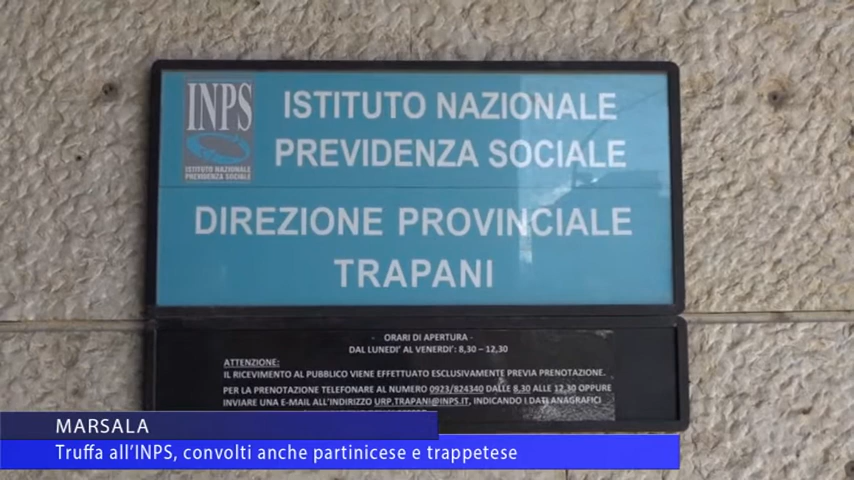 INPS
ISTITUTO NAZIONALE
PREVIDENZA SOCIALE
ISTITUTO NAZIONALE
PREVIDENZA SOCIALE
DIREZIONE PROVINCIALE
TRAPANI
- ORARI DI APERTURA -
DAL LUNEDI' AL VENERDI': 8,30 – 12,30
ATTENZIONE:
IL RICEVIMENTO AL PUBBLICO VIENE EFFETTUATO ESCLUSIVAMENTE PREVIA PRENOTAZIONE.
PER LA PRENOTAZIONE TELEFONARE AL NUMERO 0923/824340 DALLE 8,30 ALLE 12,30 OPPURE
INVIARE UNA E-MAIL ALL'INDIRIZZO URP.TRAPANI@INPS.IT, INDICANDO I DATI ANAGRAFICI
MARSALA
Truffa all'INPS, convolti anche partinicese e trappetese